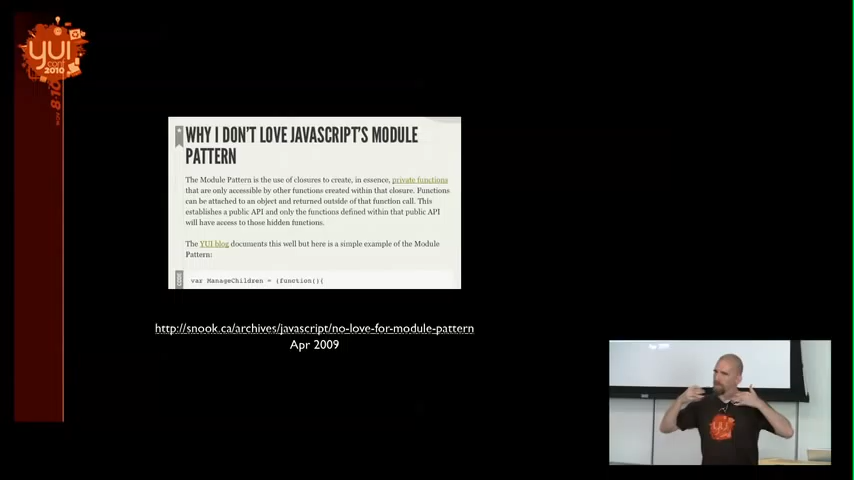 YUI
conf
2010
NOV 8-10
WHY I DON'T LOVE JAVASCRIPT'S MODULE
PATTERN
The Module Pattern is the use of closures to create, in essence, private functions
that are only accessible by other functions created within that closure. Functions
can be attached to an object and returned outside of that function call. This
establishes a public API and only the functions defined within that public API
will have access to those hidden functions.
The YUI blog documents this well but here is a simple example of the Module
Pattern:
CODE
var ManageChildren = (function(){
http://snook.ca/archives/javascript/no-love-for-module-pattern
Apr 2009
YUI